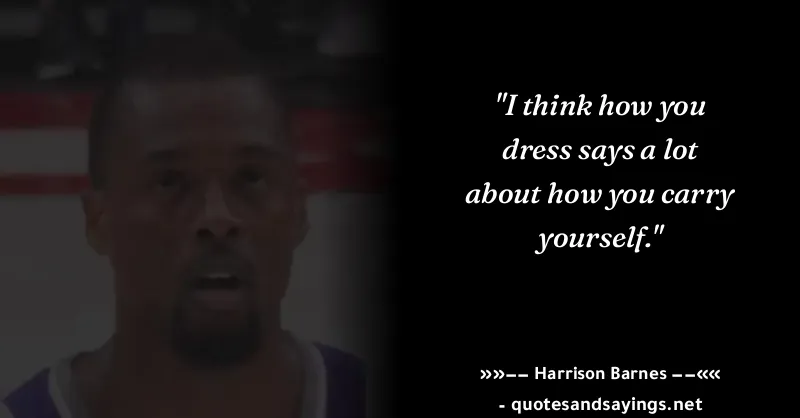 "I think how you
dress says a lot
about how you carry
yourself."
»»–– Harrison Barnes ––««
- quotesandsayings.net